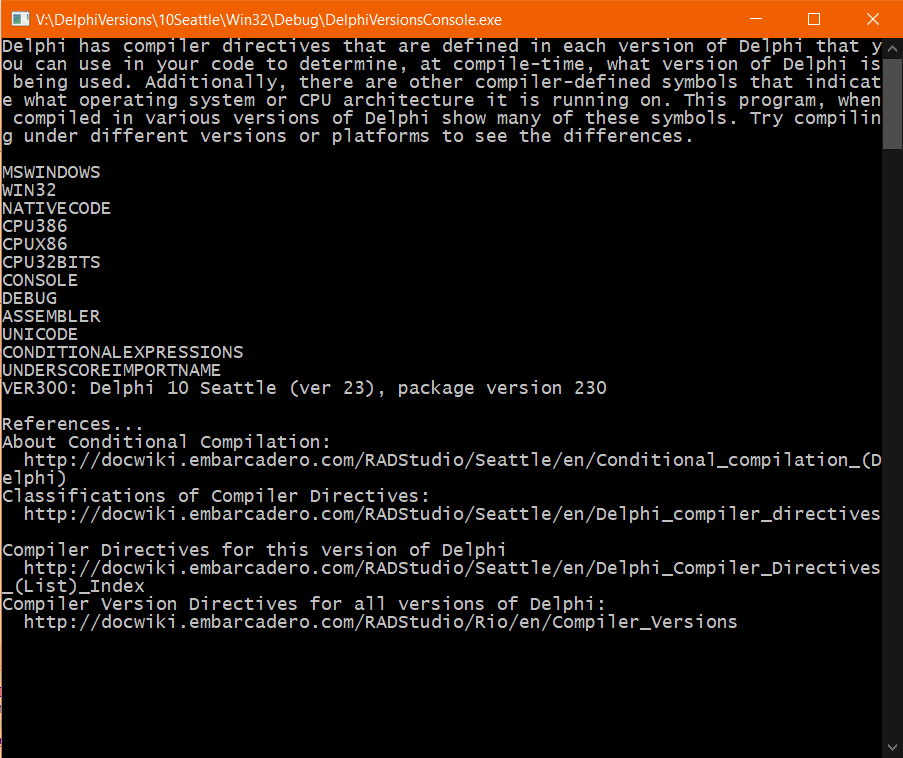 V:\DelphiVersions\10Seattle\Win32\Debug\DelphiVersionsConsole.exe
Delphi has compiler directives that are defined in each version of Delphi that y
ou can use in your code to determine, at compile-time, what version of Delphi is
 being used. Additionally, there are other compiler-defined symbols that indicat
e what operating system or CPU architecture it is running on. This program, when
 compiled in various versions of Delphi show many of these symbols. Try compilin
g under different versions or platforms to see the differences.

MSWINDOWS
WIN32
NATIVECODE
CPU386
CPUX86
CPU32BITS
CONSOLE
DEBUG
ASSEMBLER
UNICODE
CONDITIONALEXPRESSIONS
UNDERSCOREIMPORTNAME
VER300: Delphi 10 Seattle (ver 23), package version 230

References...
About Conditional Compilation:
  http://docwiki.embarcadero.com/RADStudio/Seattle/en/Conditional_compilation_(D
elphi)
Classifications of Compiler Directives:
  http://docwiki.embarcadero.com/RADStudio/Seattle/en/Delphi_compiler_directives

Compiler Directives for this version of Delphi
  http://docwiki.embarcadero.com/RADStudio/Seattle/en/Delphi_Compiler_Directives
_(List)_Index
Compiler Version Directives for all versions of Delphi:
  http://docwiki.embarcadero.com/RADStudio/Rio/en/Compiler_Versions